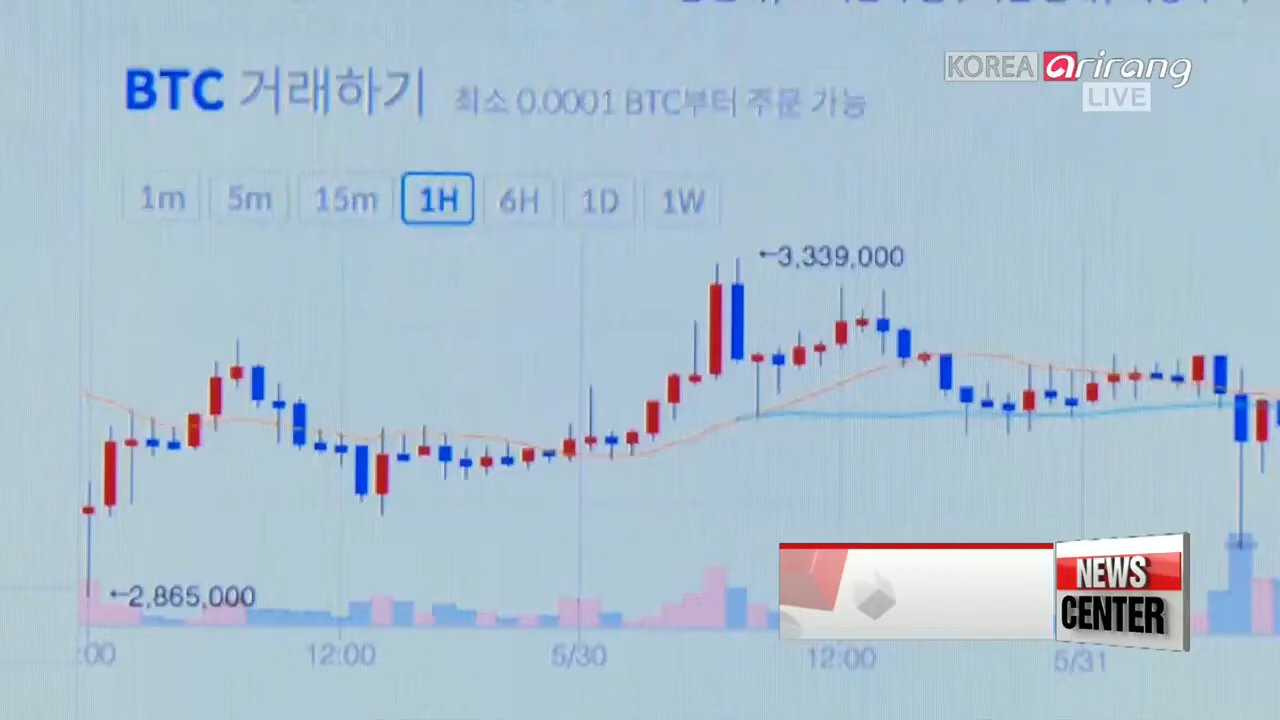 KOREA arirang
LIVE
BTC 거래하기 최소 0.0001 BTC부터 주문 가능
1m 5m 15m 1H 6H 1D 1W
←3,339,000
←2,865,000
NEWS
CENTER
:00 12:00 5/30 12:00 5/31